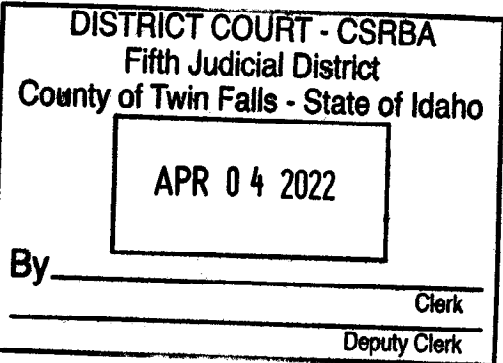 DISTRICT COURT - CSRBA
Fifth Judicial District
County of Twin Falls - State of Idaho
APR 04 2022
By
Clerk
Deputy Clerk